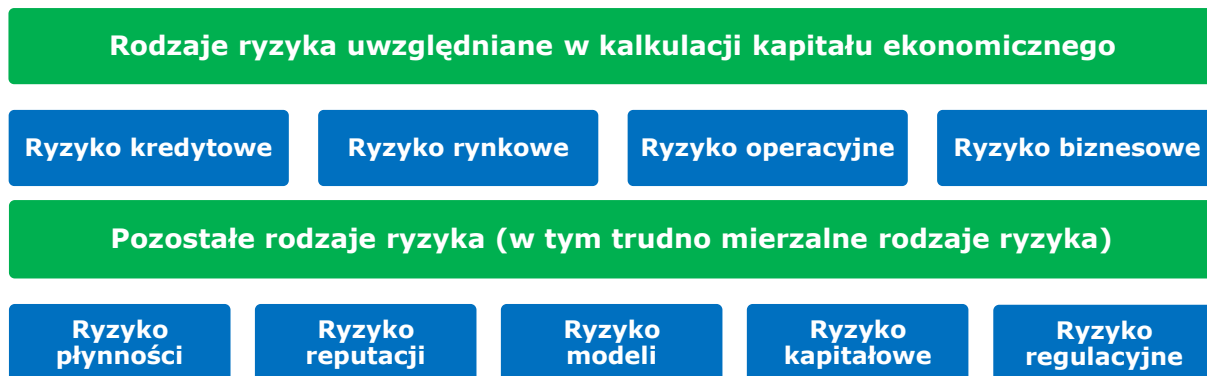 Rodzaje ryzyka uwzględniane w kalkulacji kapitału ekonomicznego
Ryzyko kredytowe
Ryzyko rynkowe
Ryzyko operacyjne
Ryzyko biznesowe
Pozostałe rodzaje ryzyka (w tym trudno mierzalne rodzaje ryzyka)
Ryzyko
płynności
Ryzyko
reputacji
Ryzyko
modeli
Ryzyko
kapitałowe
Ryzyko
regulacyjne